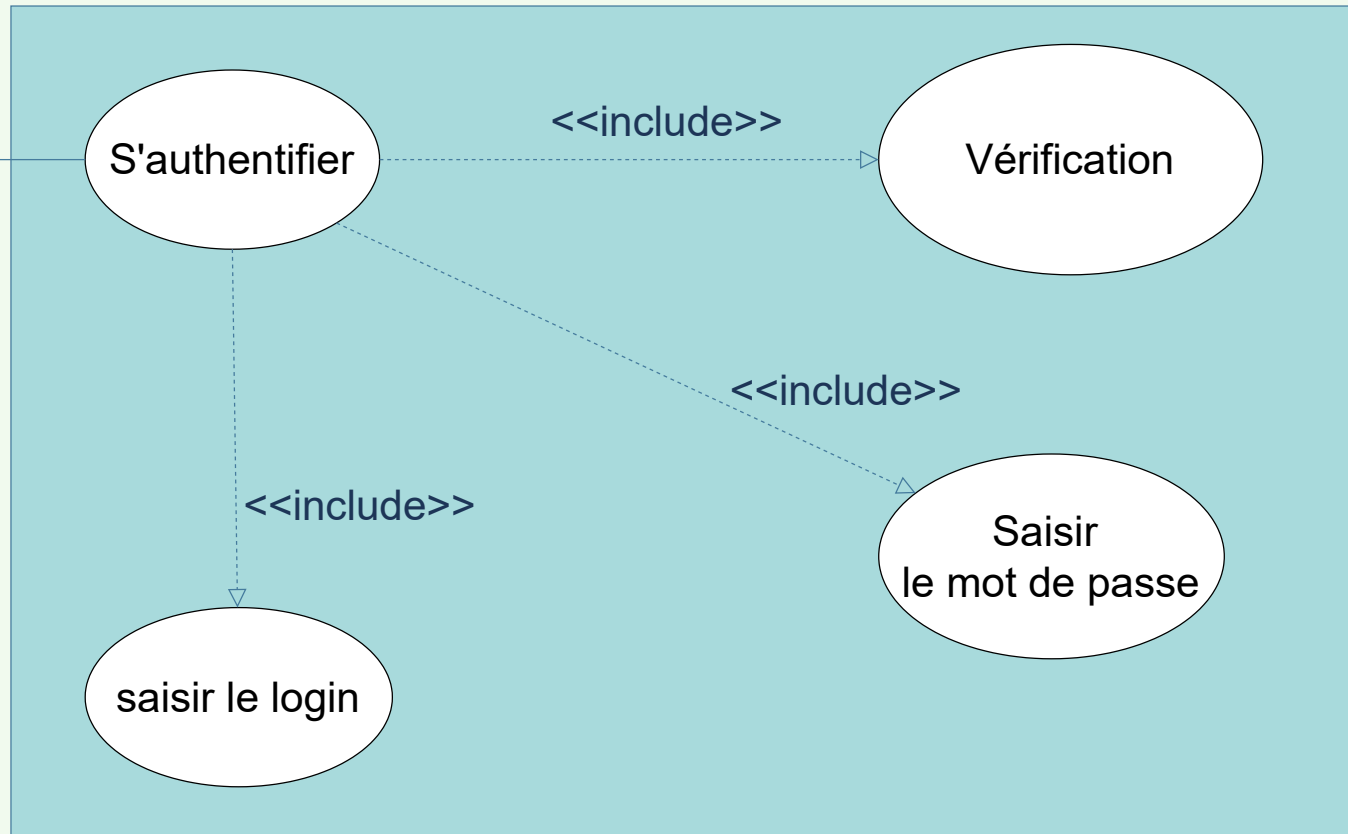 <<include>>
S'authentifier
Vérification
<<include>>
<<include>>
Saisir
le mot de passe
saisir le login